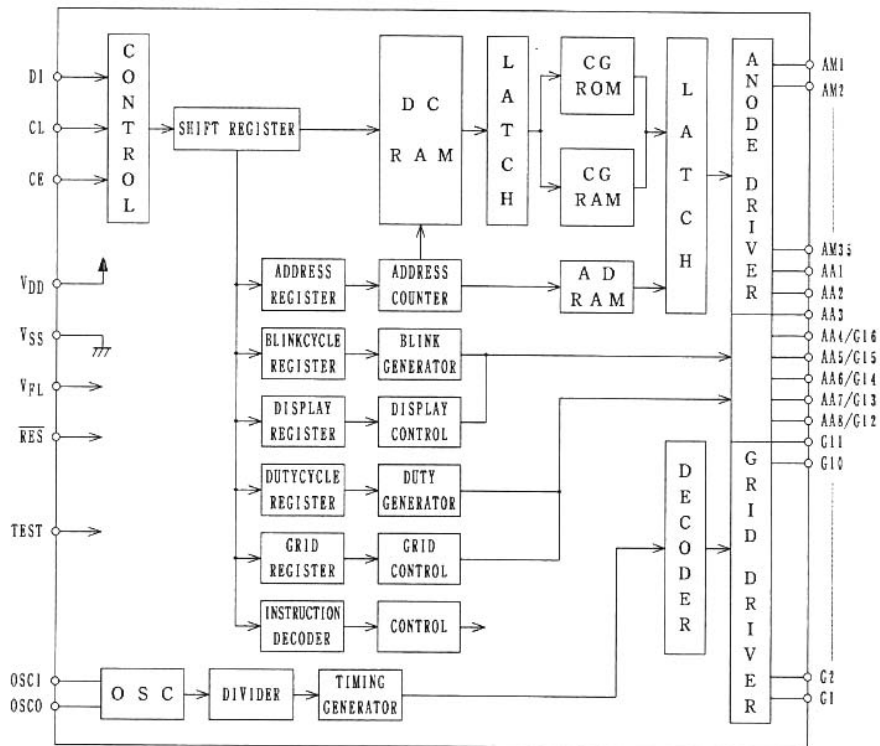 DI
CL
CE
VDD
VSS
VFL
RES
TEST
OSCI
OSCO
CONTROL
SHIFT REGISTER
DC
RAM
LATCH
CG
ROM
CG
RAM
LATCH
ANODE DRIVER
ADDRESS
REGISTER
ADDRESS
COUNTER
AD
RAM
BLINKCYCLE
REGISTER
BLINK
GENERATOR
DISPLAY
REGISTER
DISPLAY
CONTROL
DUTYCYCLE
REGISTER
DUTY
GENERATOR
GRID
REGISTER
GRID
CONTROL
INSTRUCTION
DECODER
CONTROL
OSC
DIVIDER
TIMING
GENERATOR
DECODER
GRID DRIVER
AM1
AM2
AM35
AA1
AA2
AA3
AA4/G16
AA5/G15
AA6/G14
AA7/G13
AA8/G12
G11
G10
G2
G1